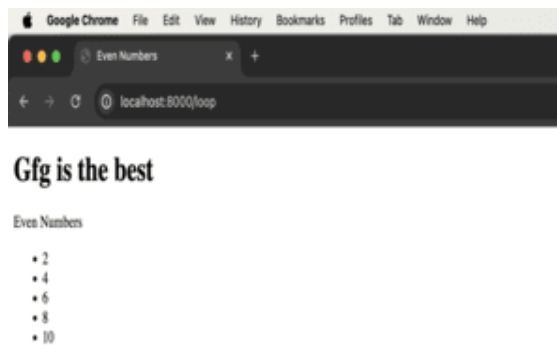 Google Chrome File Edit View History Bookmarks Profiles Tab Window Help
Even Numbers
localhost:8000/loop
Gfg is the best
Even Numbers
• 2
• 4
• 6
• 8
• 10